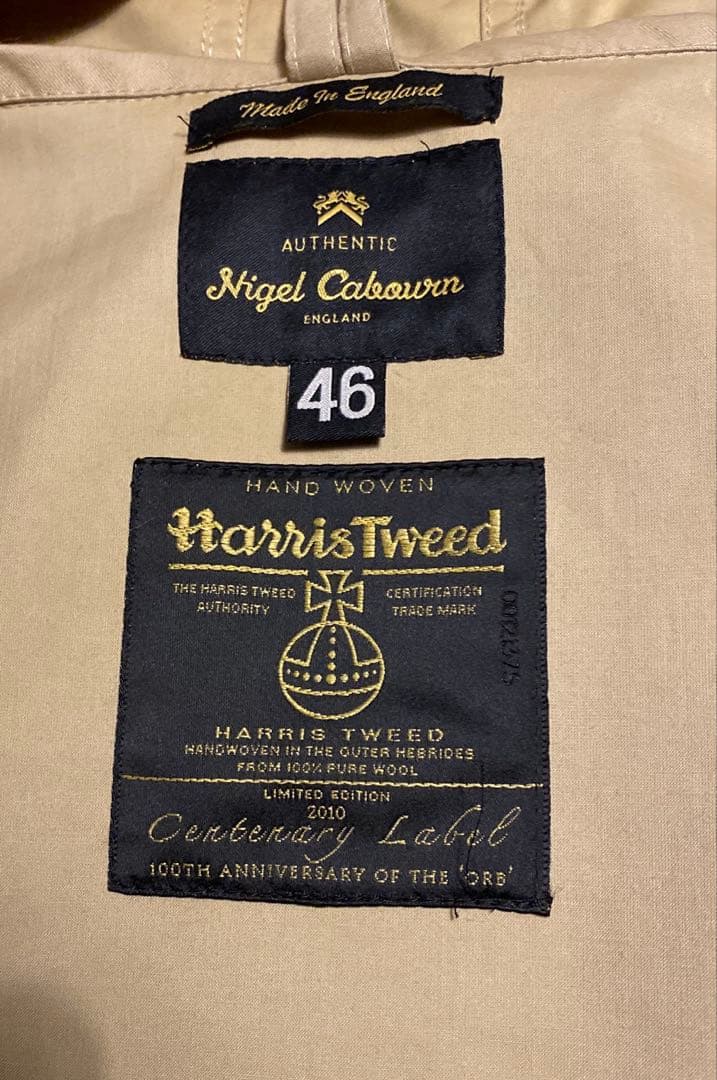 Made In England
AUTHENTIC
Nigel Cabourn
ENGLAND
46
HAND WOVEN
Harris Tweed
THE HARRIS TWEED
AUTHORITY
CERTIFICATION
TRADE MARK
HARRIS TWEED
HANDWOVEN IN THE OUTER HEBRIDES
FROM 100% PURE WOOL
LIMITED EDITION
2010
Centenary Label
100TH ANNIVERSARY OF THE 'ORB'